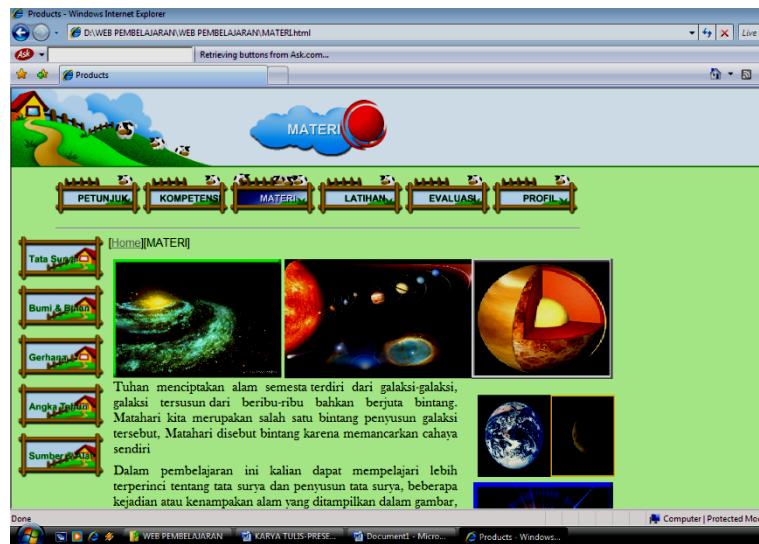 Products - Windows Internet Explorer
D:\WEB PEMBELAJARAN\WEB PEMBELAJARAN\MATERI.html
Live
Ask
Retrieving buttons from Ask.com...
Products
MATERI
PETUNJUK KOMPETENSI MATERI LATIHAN EVALUASI PROFIL
[Home][MATERI]
Tata Surya
Bumi & Bulan
Gerhana
Angka Tahun
Sumber
Tuhan menciptakan alam semesta terdiri dari galaksi-galaksi,
galaksi tersusun dari beribu-ribu bahkan berjuta bintang.
Matahari kita merupakan salah satu bintang penyusun galaksi
tersebut, Matahari disebut bintang karena memancarkan cahaya
sendiri
Dalam pembelajaran ini kalian dapat mempelajari lebih
terperinci tentang tata surya dan penyusun tata surya, beberapa
kejadian atau kenampakan alam yang ditampilkan dalam gambar,
Done
Computer | Protected Mo
WEB PEMBELAJARAN
KARYA TULIS-PRESE...
Document1 - Micro...
Products - Windows...